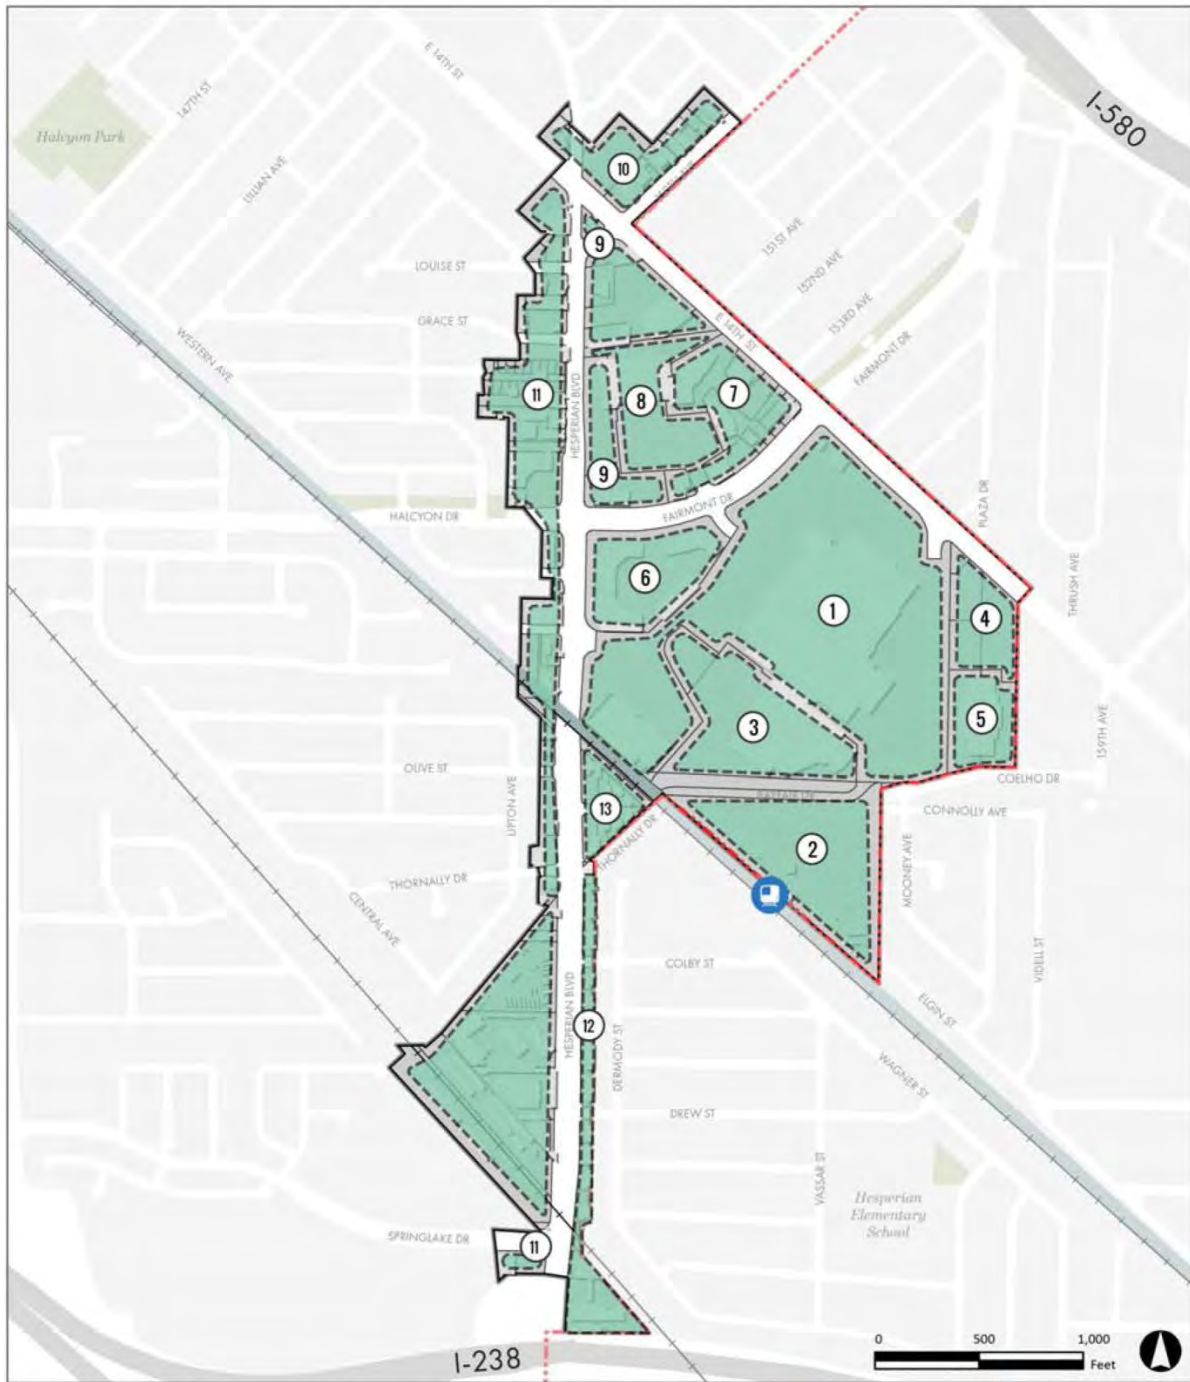 E 14TH ST
I-580
147TH ST
Halcyon Park
10
LILLIAN AVE
151ST AVE
9
LOUISE ST
152ND AVE
153RD AVE
GRACE ST
E 14TH ST
WESTERN AVE
FAIRMONT DR
11
HESPERIAN BLVD
8
7
9
HALCYON DR
FAIRMONT DR
PLAZA DR
6
THRUSH AVE
1
4
3
5
159TH AVE
OLIVE ST
COELHO DR
UPTON AVE
13
CONNOLLY AVE
THORNALLY DR
2
MOONEY AVE
THORNALLY DR
CENTRAL AVE
COLBY ST
VIDELL ST
HESPERIAN BLVD
12
ELGIN ST
DERMODY ST
WAGNER ST
DREW ST
VASSAR ST
Hesperian
Elementary
School
SPRINGLAKE DR
11
0 500 1,000
Feet
I-238